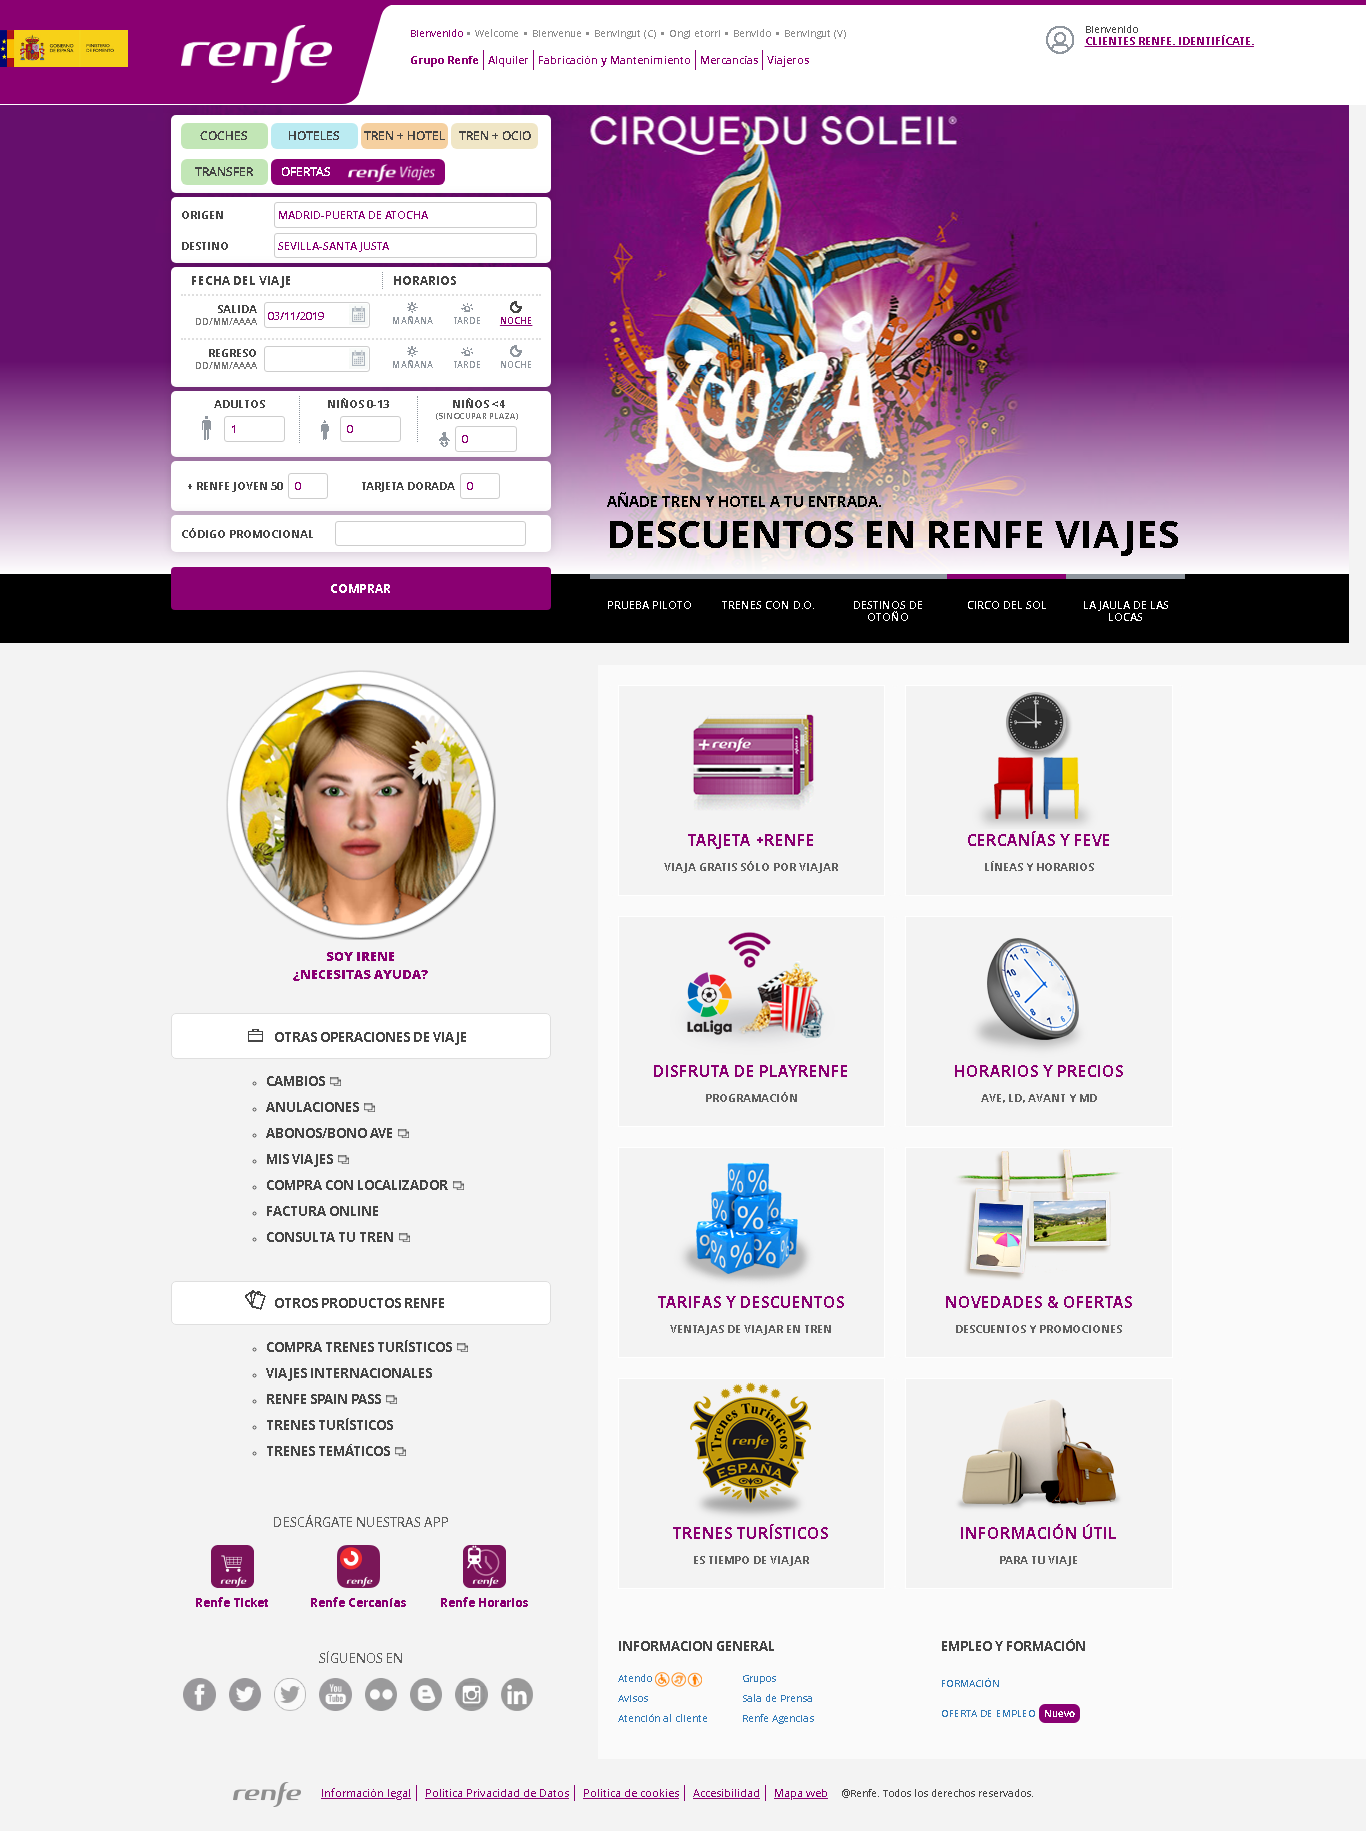 GOBIERNO DE ESPAÑA
MINISTERIO DE FOMENTO
renfe
Bienvenido • Welcome • Bienvenue • Benvingut (C) • Ongi etorri • Benvido • Benvingut (V)
Grupo Renfe | Alquiler | Fabricación y Mantenimiento | Mercancías | Viajeros
Bienvenido
CLIENTES RENFE. IDENTIFÍCATE.
COCHES
HOTELES
TREN + HOTEL
TREN + OCIO
TRANSFER
OFERTAS renfe Viajes
ORIGEN
MADRID-PUERTA DE ATOCHA
DESTINO
SEVILLA-SANTA JUSTA
FECHA DEL VIAJE
HORARIOS
SALIDA
DD/MM/AAAA
03/11/2019
MAÑANA
TARDE
NOCHE
REGRESO
DD/MM/AAAA
MAÑANA
TARDE
NOCHE
ADULTOS
1
NIÑOS 0-13
0
NIÑOS <4
(SIN OCUPAR PLAZA)
0
+ RENFE JOVEN 50
0
TARJETA DORADA
0
CÓDIGO PROMOCIONAL
COMPRAR
CIRQUE DU SOLEIL
KOOZA
AÑADE TREN Y HOTEL A TU ENTRADA.
DESCUENTOS EN RENFE VIAJES
PRUEBA PILOTO
TRENES CON D.O.
DESTINOS DE
OTOÑO
CIRCO DEL SOL
LA JAULA DE LAS
LOCAS
SOY IRENE
¿NECESITAS AYUDA?
OTRAS OPERACIONES DE VIAJE
CAMBIOS
ANULACIONES
ABONOS/BONO AVE
MIS VIAJES
COMPRA CON LOCALIZADOR
FACTURA ONLINE
CONSULTA TU TREN
OTROS PRODUCTOS RENFE
COMPRA TRENES TURÍSTICOS
VIAJES INTERNACIONALES
RENFE SPAIN PASS
TRENES TURÍSTICOS
TRENES TEMÁTICOS
DESCÁRGATE NUESTRAS APP
renfe
renfe
renfe
Renfe Ticket
Renfe Cercanías
Renfe Horarios
SÍGUENOS EN
You
Tube
+renfe
TARJETA +RENFE
VIAJA GRATIS SÓLO POR VIAJAR
CERCANÍAS Y FEVE
LÍNEAS Y HORARIOS
LaLiga
DISFRUTA DE PLAYRENFE
PROGRAMACIÓN
HORARIOS Y PRECIOS
AVE, LD, AVANT Y MD
TARIFAS Y DESCUENTOS
VENTAJAS DE VIAJAR EN TREN
NOVEDADES & OFERTAS
DESCUENTOS Y PROMOCIONES
Trenes Turísticos
renfe
ESPAÑA
TRENES TURÍSTICOS
ES TIEMPO DE VIAJAR
INFORMACIÓN ÚTIL
PARA TU VIAJE
INFORMACION GENERAL
Atendo
Avisos
Atención al cliente
Grupos
Sala de Prensa
Renfe Agencias
EMPLEO Y FORMACIÓN
FORMACIÓN
OFERTA DE EMPLEO Nuevo
renfe
Información legal | Política Privacidad de Datos | Política de cookies | Accesibilidad | Mapa web @Renfe. Todos los derechos reservados.